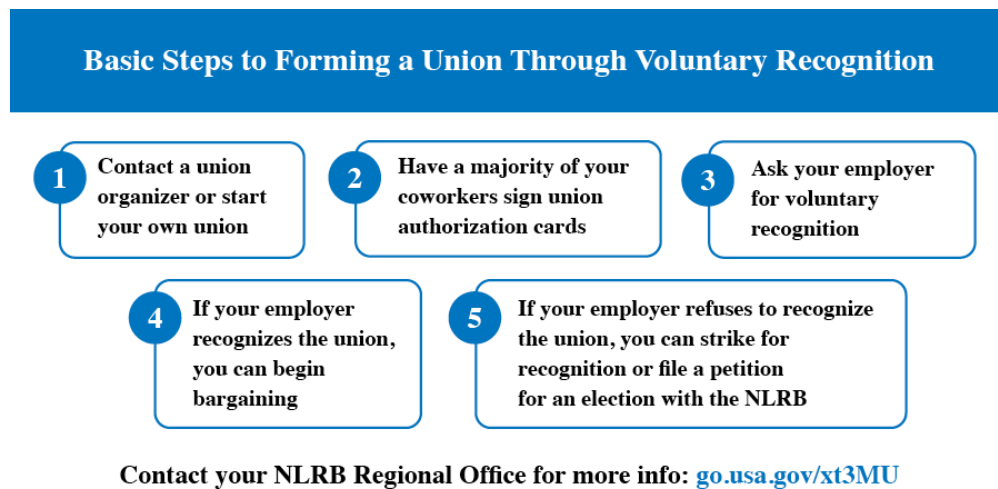 Basic Steps to Forming a Union Through Voluntary Recognition
1
Contact a union
organizer or start
your own union
2
Have a majority of your
coworkers sign union
authorization cards
3
Ask your employer
for voluntary
recognition
4
If your employer
recognizes the union,
you can begin
bargaining
5
If your employer refuses to recognize
the union, you can strike for
recognition or file a petition
for an election with the NLRB
Contact your NLRB Regional Office for more info: go.usa.gov/xt3MU